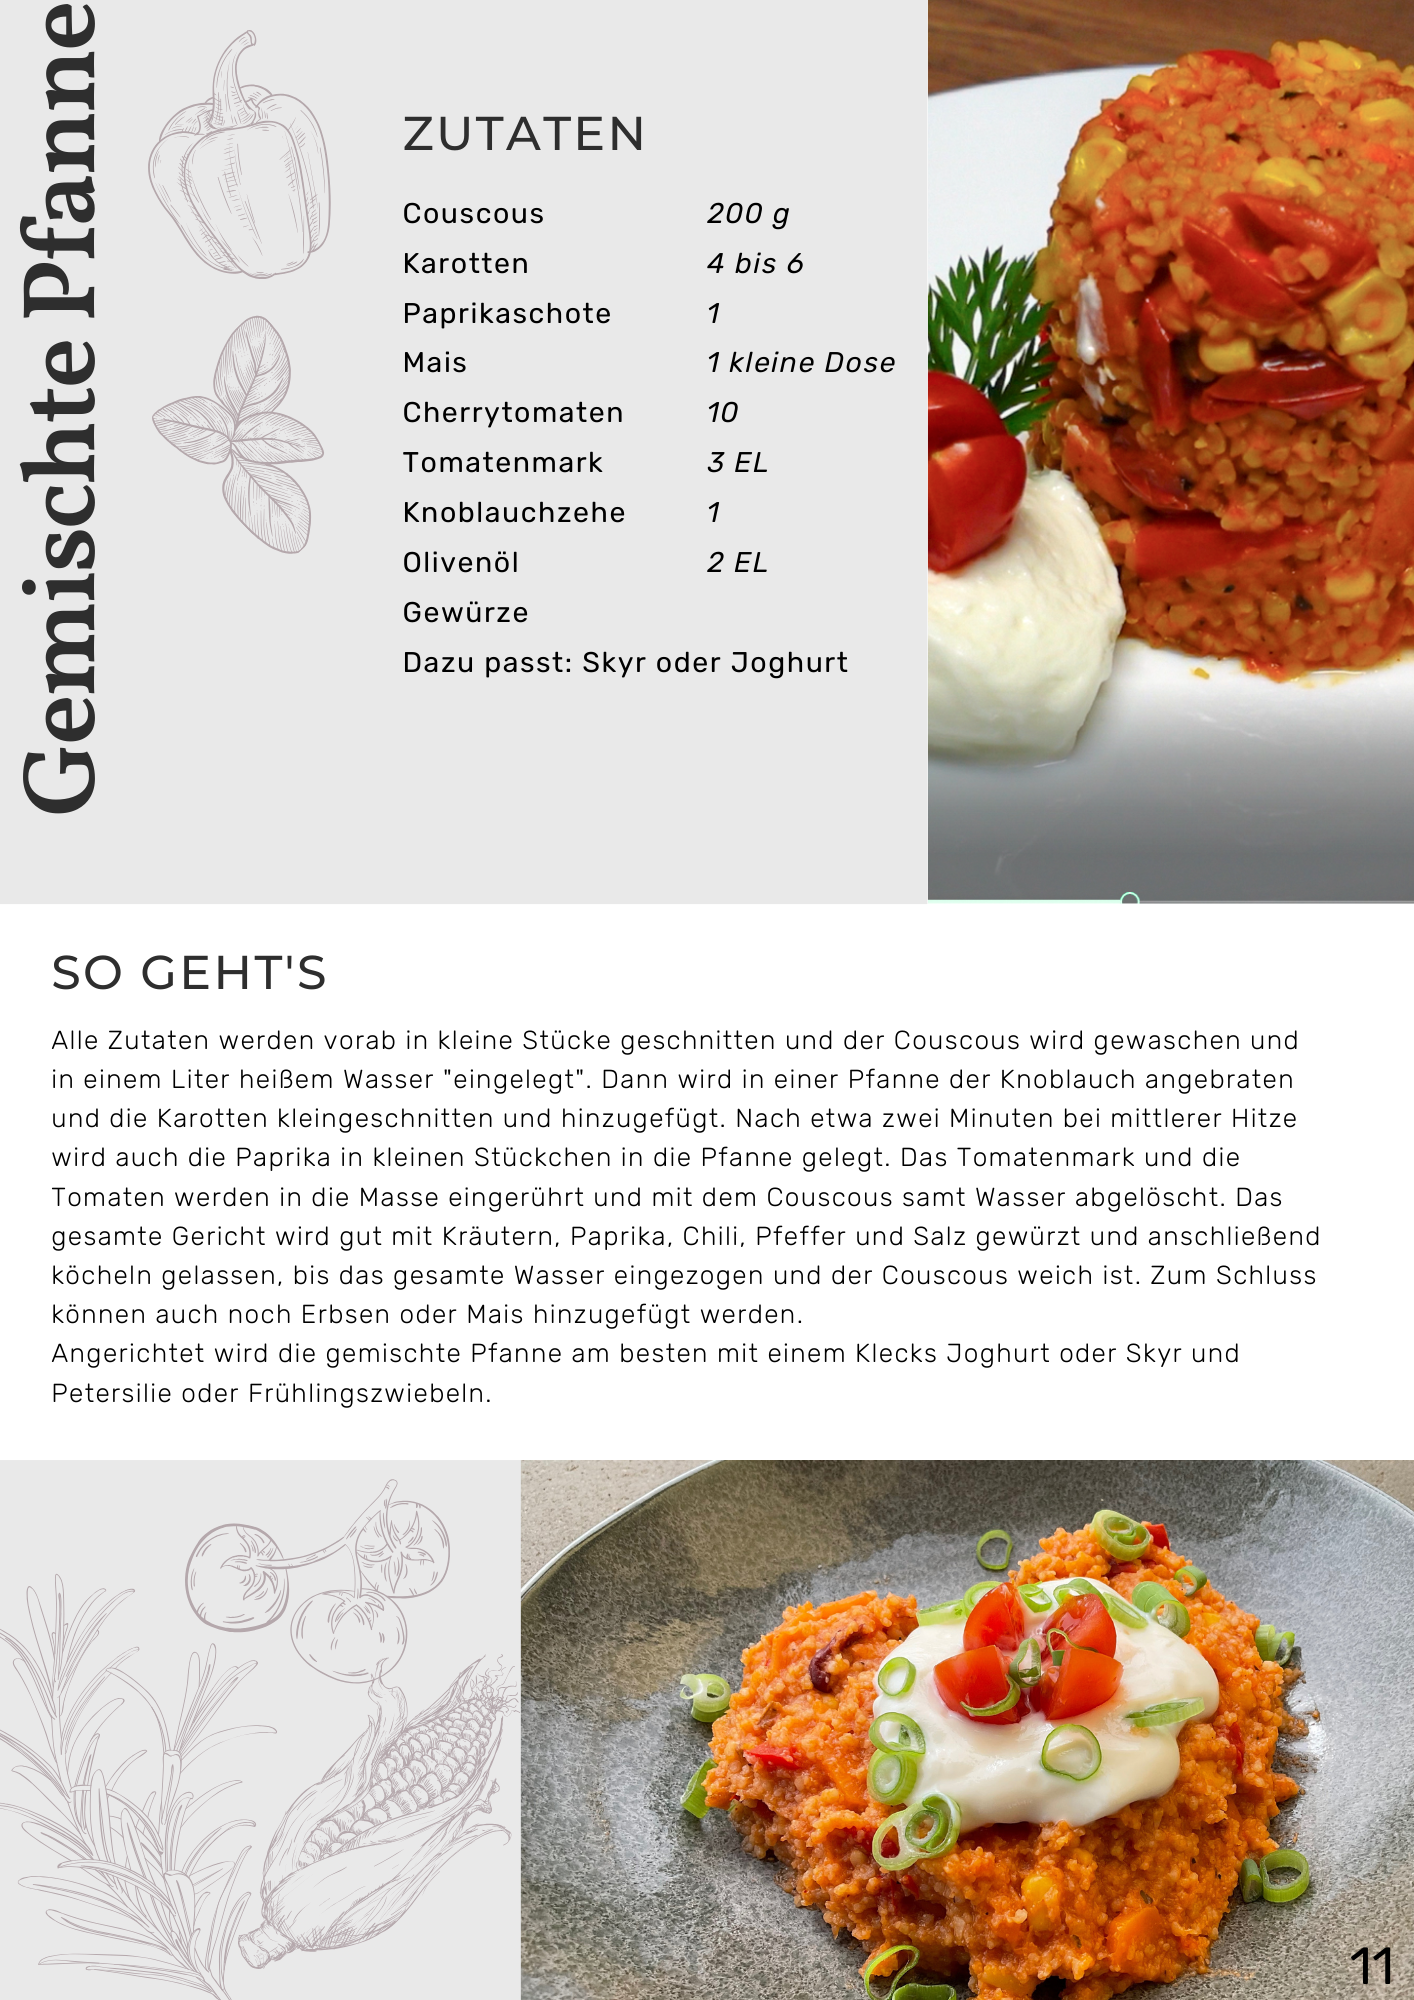 Gemischte Pfanne
ZUTATEN
Couscous 200 g
Karotten 4 bis 6
Paprikaschote 1
Mais 1 kleine Dose
Cherrytomaten 10
Tomatenmark 3 EL
Knoblauchzehe 1
Olivenöl 2 EL
Gewürze
Dazu passt: Skyr oder Joghurt
SO GEHT'S
Alle Zutaten werden vorab in kleine Stücke geschnitten und der Couscous wird gewaschen und
in einem Liter heißem Wasser "eingelegt". Dann wird in einer Pfanne der Knoblauch angebraten
und die Karotten kleingeschnitten und hinzugefügt. Nach etwa zwei Minuten bei mittlerer Hitze
wird auch die Paprika in kleinen Stückchen in die Pfanne gelegt. Das Tomatenmark und die
Tomaten werden in die Masse eingerührt und mit dem Couscous samt Wasser abgelöscht. Das
gesamte Gericht wird gut mit Kräutern, Paprika, Chili, Pfeffer und Salz gewürzt und anschließend
köcheln gelassen, bis das gesamte Wasser eingezogen und der Couscous weich ist. Zum Schluss
können auch noch Erbsen oder Mais hinzugefügt werden.
Angerichtet wird die gemischte Pfanne am besten mit einem Klecks Joghurt oder Skyr und
Petersilie oder Frühlingszwiebeln.
11